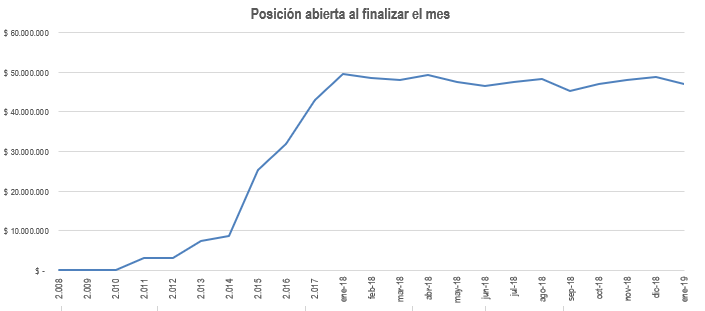 Posición abierta al finalizar el mes
$ 60.000.000
$ 50.000.000
$ 40.000.000
$ 30.000.000
$ 20.000.000
$ 10.000.000
$ -
2.008
2.009
2.010
2.011
2.012
2.013
2.014
2.015
2.016
2.017
ene-18
feb-18
mar-18
abr-18
may-18
jun-18
jul-18
ago-18
sep-18
oct-18
nov-18
dic-18
ene-19